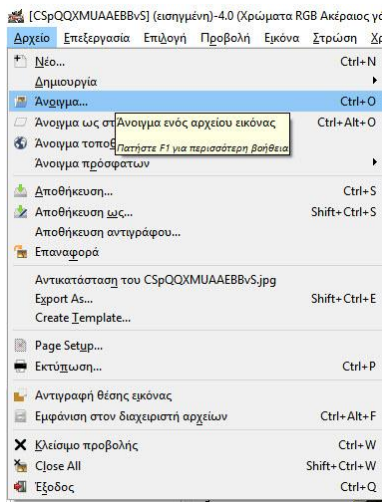 [CSpQQXMUAAEBBvS] (εισηγμένη)-4.0 (Χρώματα RGB Ακέραιος
Αρχείο Επεξεργασία Επιλογή Προβολή Εικόνα Στρώση
Νέο... Ctrl+N
Δημιουργία
Άνοιγμα... Ctrl+O
Άνοιγμα ως Ctrl+Alt+O
Άνοιγμα ενός αρχείου εικόνας
Άνοιγμα
Πατήστε F1 για περισσότερη βοήθεια
Άνοιγμα πρόσφατων
Αποθήκευση... Ctrl+S
Αποθήκευση ως... Shift+Ctrl+S
Αποθήκευση αντιγράφου...
Επαναφορά
Αντικατάσταση του CSpQQXMUAAEBBvS.jpg
Export As... Shift+Ctrl+E
Create Template...
Page Setup...
Εκτύπωση... Ctrl+P
Αντιγραφή θέσης εικόνας
Εμφάνιση στον διαχειριστή αρχείων Ctrl+Alt+F
Κλείσιμο προβολής Ctrl+W
Close All Shift+Ctrl+W
Έξοδος Ctrl+Q